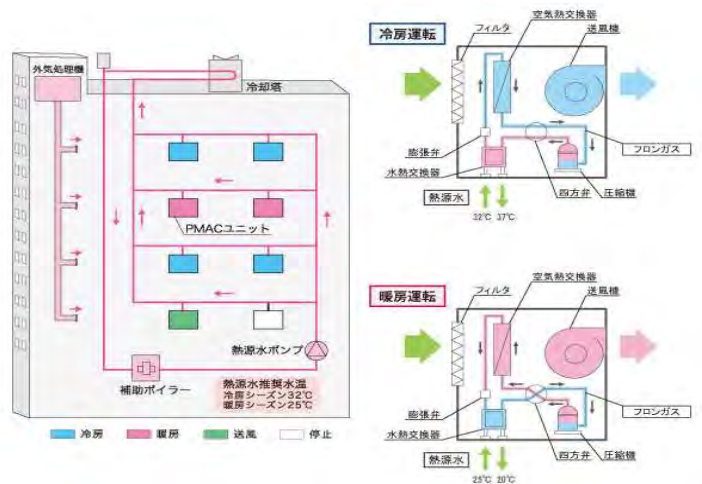 外気処理機
冷却塔
PMACユニット
熱源水ポンプ
補助ボイラー
熱源水推奨水温
冷房シーズン32℃
暖房シーズン25℃
冷房
暖房
送風
停止
冷房運転
空気熱交換器
フィルタ
送風機
膨張弁
水熱交換器
フロンガス
四方弁
圧縮機
熱源水
32℃ 37℃
暖房運転
空気熱交換器
フィルタ
送風機
膨張弁
水熱交換器
フロンガス
四方弁
圧縮機
熱源水
25℃ 20℃